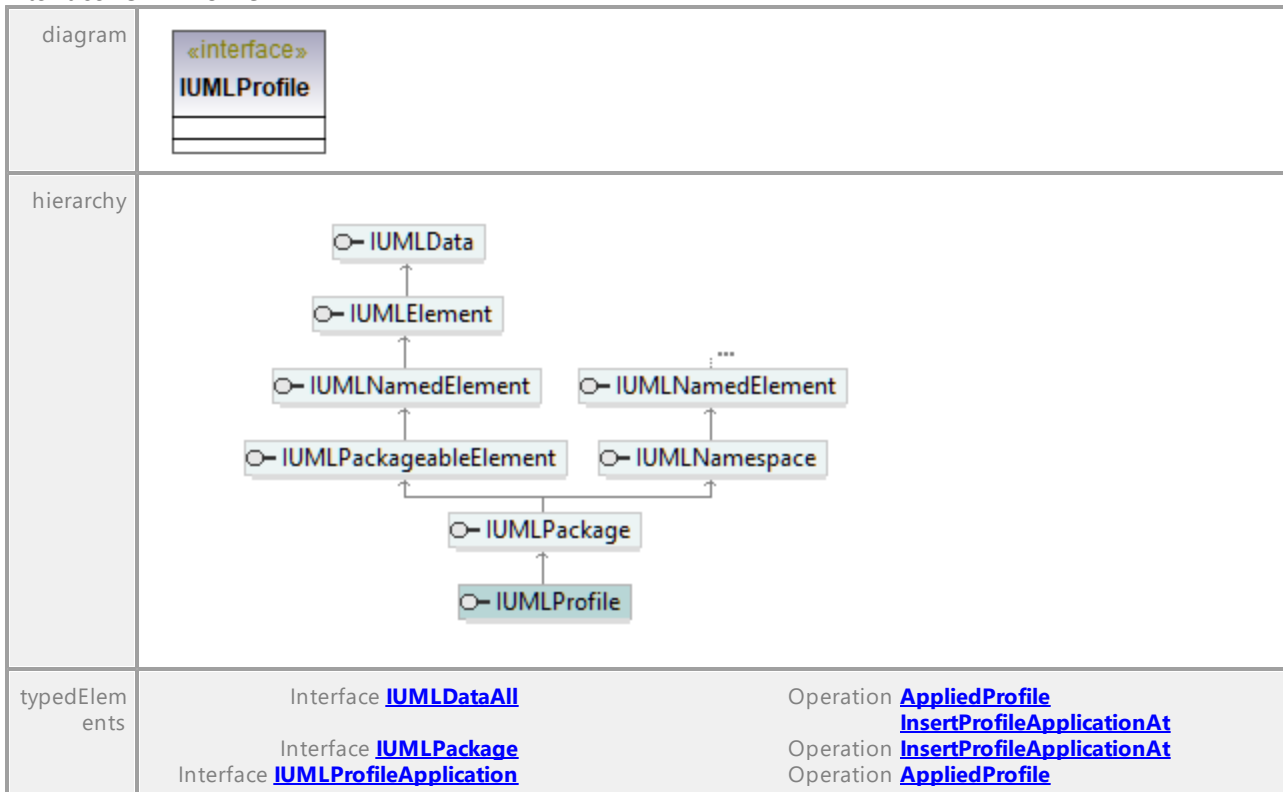 diagram
«interface»
IUMLProfile
hierarchy
IUMLData
IUMLElement
...
IUMLNamedElement IUMLNamedElement
IUMLPackageableElement IUMLNamespace
IUMLPackage
IUMLProfile
typedElem
ents
Interface IUMLDataAll Operation AppliedProfile
InsertProfileApplicationAt
Interface IUMLPackage Operation InsertProfileApplicationAt
Interface IUMLProfileApplication Operation AppliedProfile